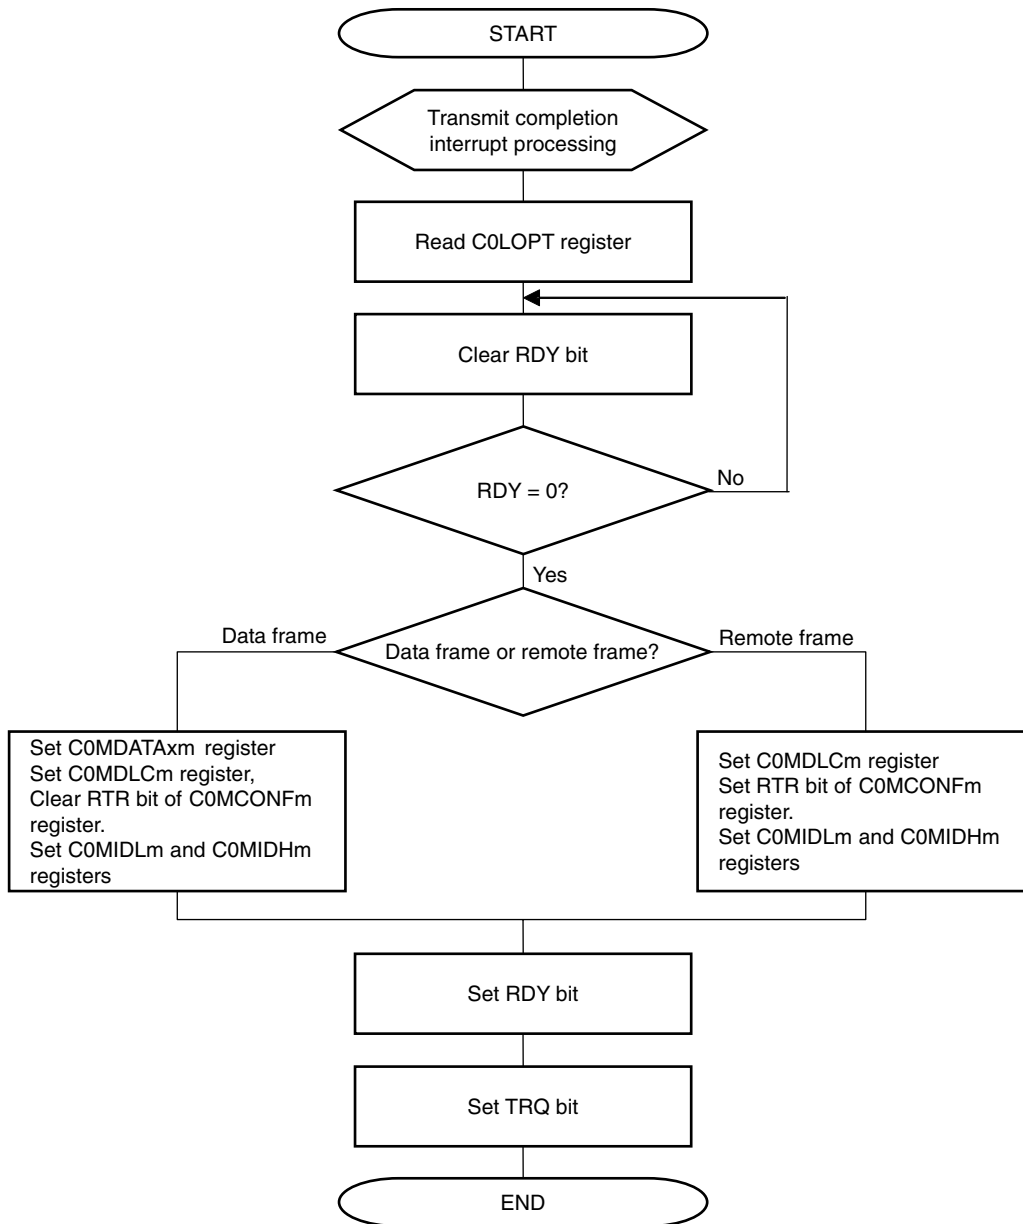 START
Transmit completion
interrupt processing
Read C0LOPT register
Clear RDY bit
RDY = 0?
No
Yes
Data frame
Data frame or remote frame?
Remote frame
Set C0MDATAxm register
Set C0MDLCm register,
Clear RTR bit of C0MCONFm
register.
Set C0MIDLm and C0MIDHm
registers
Set C0MDLCm register
Set RTR bit of C0MCONFm
register.
Set C0MIDLm and C0MIDHm
registers
Set RDY bit
Set TRQ bit
END